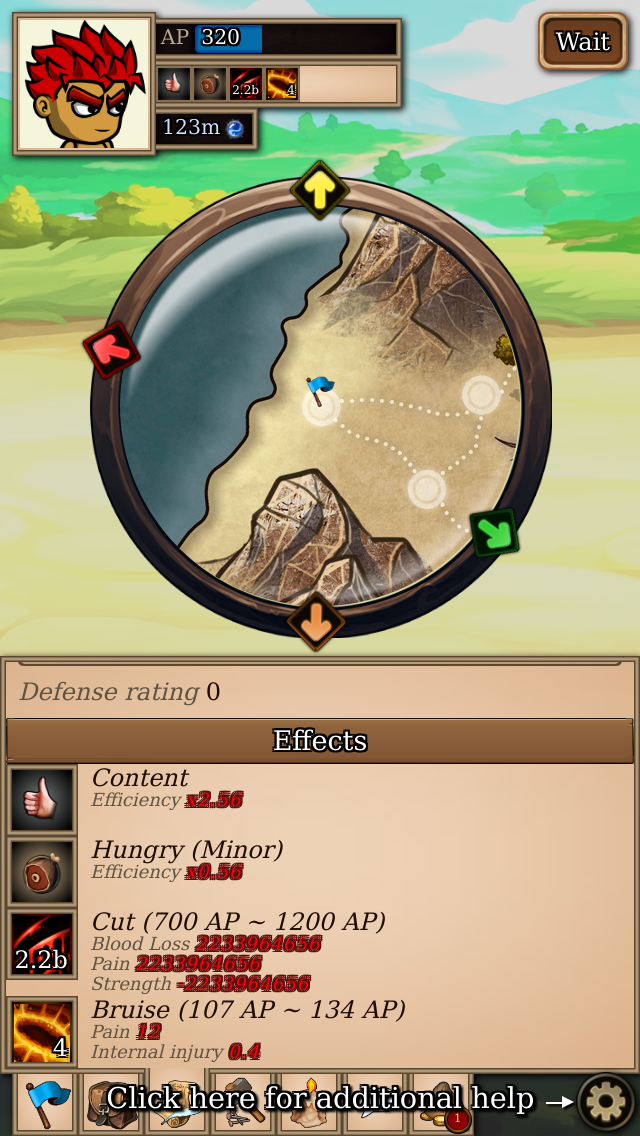 AP 320
Wait
2.2b
4
123m
Defense rating 0
Effects
Content
Efficiency x2.56
Hungry (Minor)
Efficiency x0.56
Cut (700 AP ~ 1200 AP)
Blood Loss 2233964656
2.2b
Pain 2233964656
Strength -2233964656
Bruise (107 AP ~ 134 AP)
Pain 12
4
Internal injury 0.4
Click here for additional help
1